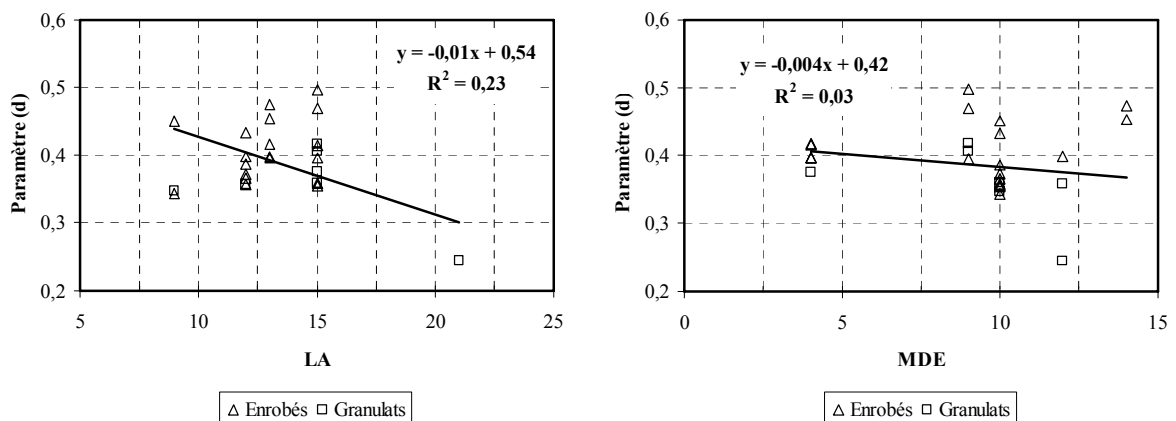 0,6
0,5
0,4
0,3
0,2
Paramètre (d)
y = -0,01x + 0,54
R² = 0,23
5 10 15 20 25
LA
Enrobés Granulats
0,6
0,5
0,4
0,3
0,2
Paramètre (d)
y = -0,004x + 0,42
R² = 0,03
0 5 10 15
MDE
Enrobés Granulats